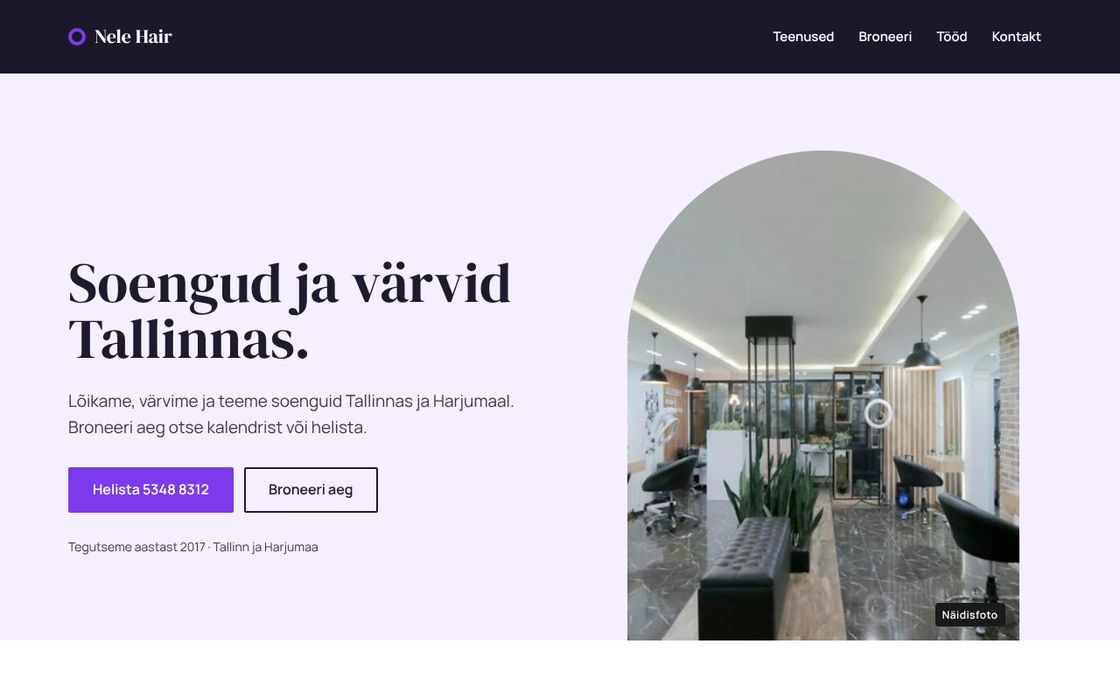 Nele Hair
Teenused
Broneeri
Tööd
Kontakt
Soengud ja värvid
Tallinnas.
Lõikame, värvime ja teeme soenguid Tallinnas ja Harjumaal.
Broneeri aeg otse kalendrist või helista.
Helista 5348 8312
Broneeri aeg
Tegutseme aastast 2017 · Tallinn ja Harjumaa
Näidisfoto